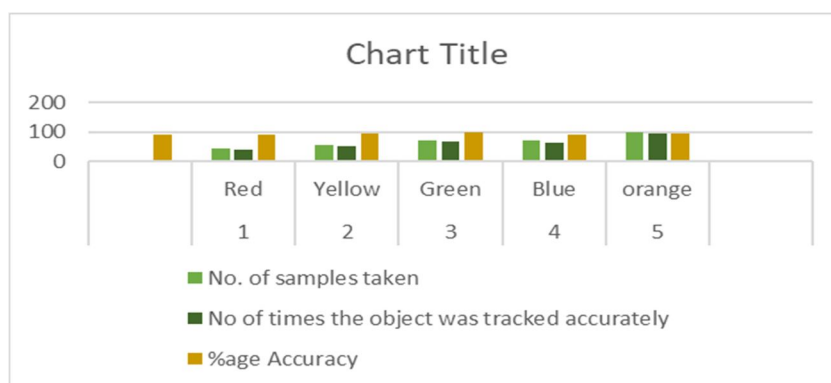 Chart Title
200
100
0
Red Yellow Green Blue orange
1 2 3 4 5
No. of samples taken
No of times the object was tracked accurately
%age Accuracy